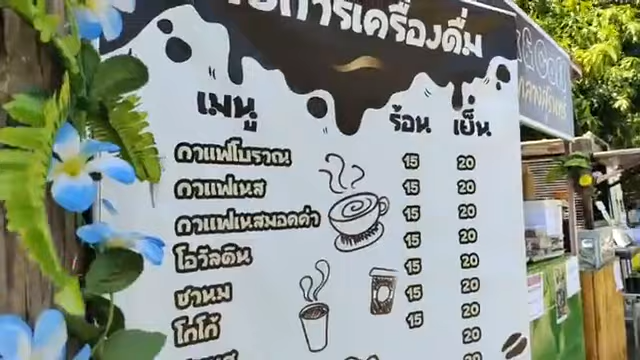 รายการเครื่องดื่ม
เมนู ร้อน เย็น
กาแฟโบราณ 15 20
กาแฟเนส 15 20
กาแฟเนสมอคค่า 15 20
โอวัลติน 15 20
ชานม 15 20
โกโก้ 15 20
15 20
20